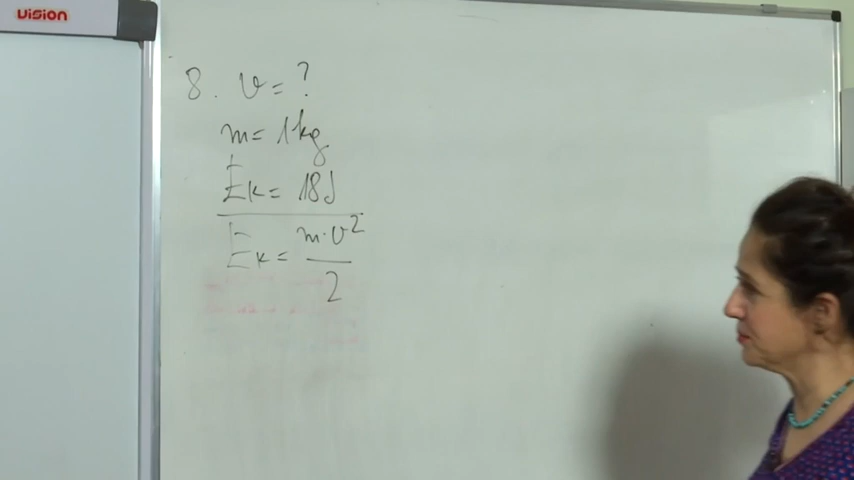 vision
8. v = ?
m = 1kg
Ek = 18J
Ek = m·v²/2